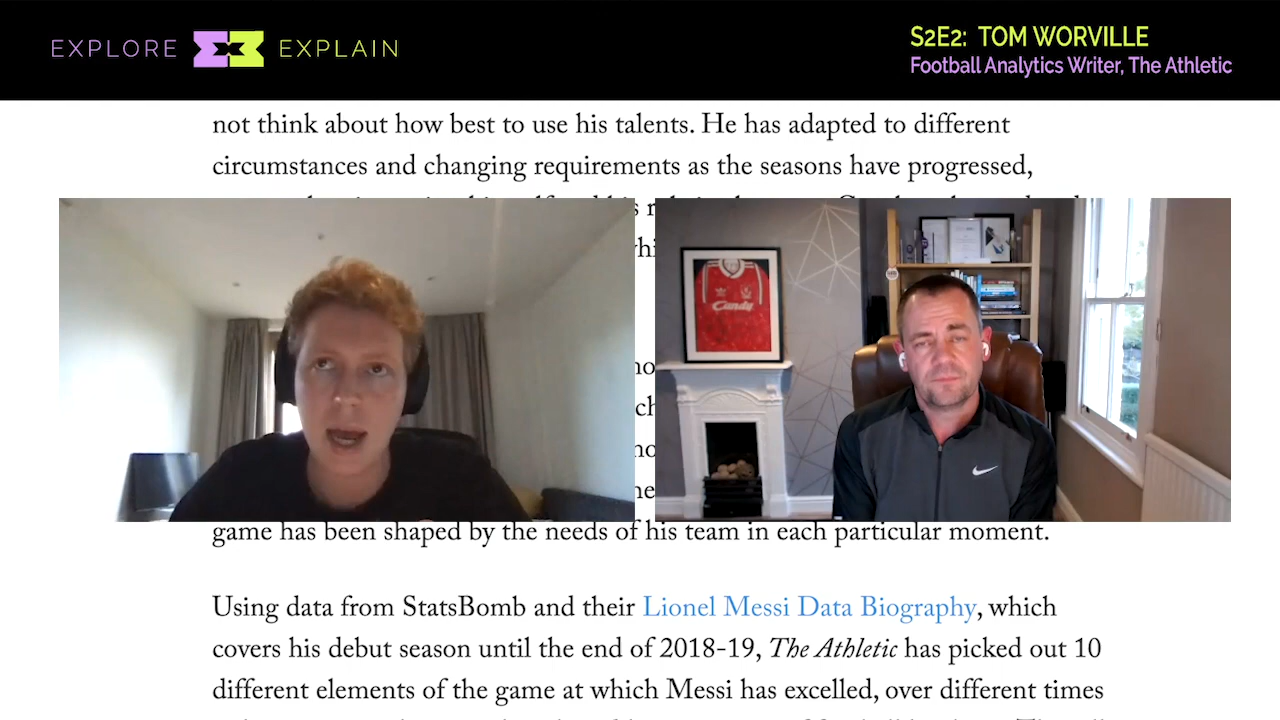 EXPLORE EXPLAIN
S2E2: TOM WORVILLE
Football Analytics Writer, The Athletic
not think about how best to use his talents. He has adapted to different
circumstances and changing requirements as the seasons have progressed,
Candy
game has been shaped by the needs of his team in each particular moment.
Using data from StatsBomb and their Lionel Messi Data Biography, which
covers his debut season until the end of 2018-19, The Athletic has picked out 10
different elements of the game at which Messi has excelled, over different times